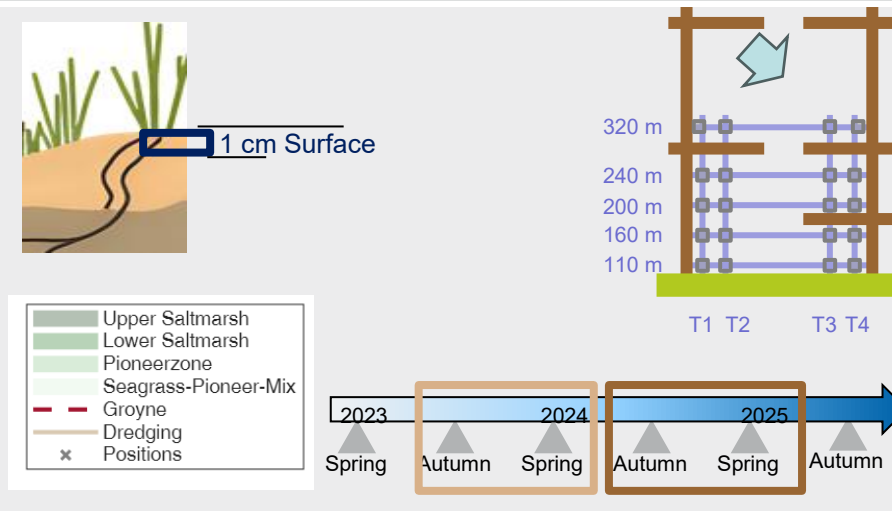 1 cm Surface
320 m
240 m
200 m
160 m
110 m
T1 T2 T3 T4
Upper Saltmarsh
Lower Saltmarsh
Pioneerzone
Seagrass-Pioneer-Mix
Groyne
Dredging
Positions
2023 2024 2025
Spring Autumn Spring Autumn Spring Autumn